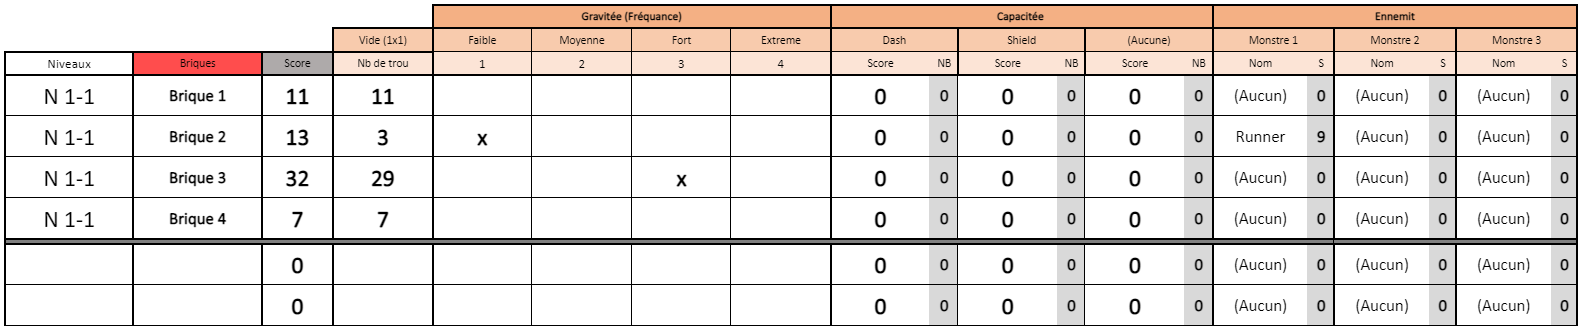 Gravitée (Fréquance) Capacitée Ennemit
Vide (1x1) Faible Moyenne Fort Extreme Dash Shield (Aucune) Monstre 1 Monstre 2 Monstre 3
Niveaux Briques Score Nb de trou 1 2 3 4 Score NB Score NB Score NB Nom S Nom S Nom S
N 1-1 Brique 1 11 11 0 0 0 0 0 0 (Aucun) 0 (Aucun) 0 (Aucun) 0
N 1-1 Brique 2 13 3 x 0 0 0 0 0 0 Runner 9 (Aucun) 0 (Aucun) 0
N 1-1 Brique 3 32 29 x 0 0 0 0 0 0 (Aucun) 0 (Aucun) 0 (Aucun) 0
N 1-1 Brique 4 7 7 0 0 0 0 0 0 (Aucun) 0 (Aucun) 0 (Aucun) 0
0 0 0 0 0 0 0 (Aucun) 0 (Aucun) 0 (Aucun) 0
0 0 0 0 0 0 0 (Aucun) 0 (Aucun) 0 (Aucun) 0